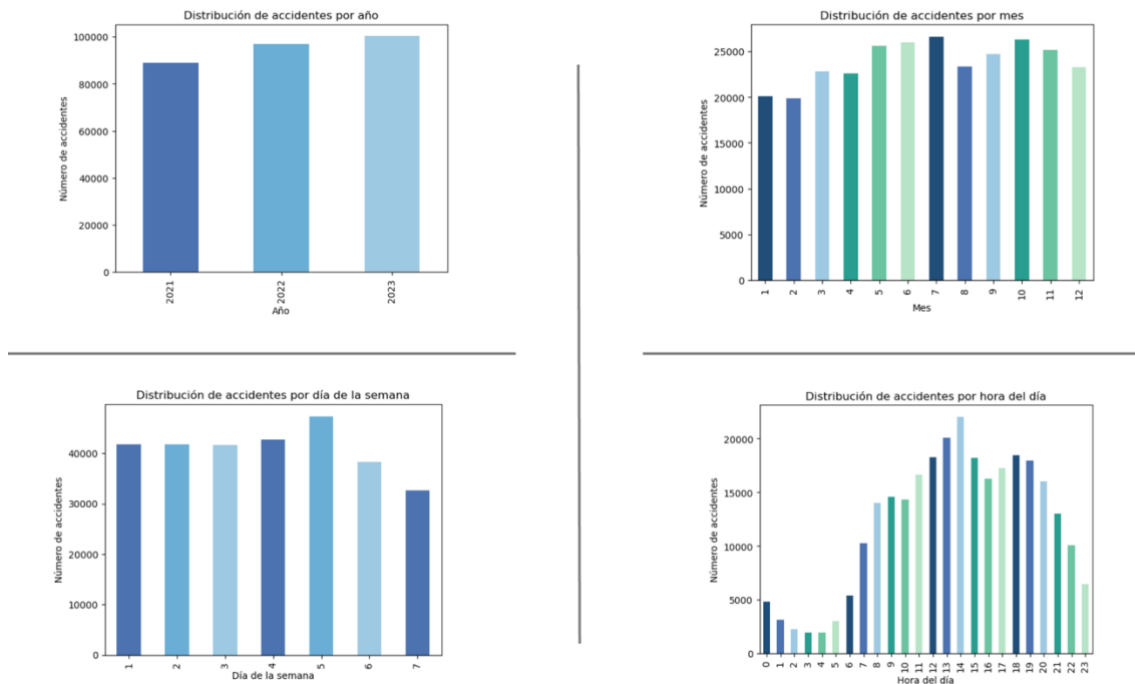 Distribución de accidentes por año
Número de accidentes
100000
80000
60000
40000
20000
0
2021
2022
2023
Año
Distribución de accidentes por mes
Número de accidentes
25000
20000
15000
10000
5000
0
1 2 3 4 5 6 7 8 9 10 11 12
Mes
Distribución de accidentes por día de la semana
Número de accidentes
40000
30000
20000
10000
0
1 2 3 4 5 6 7
Día de la semana
Distribución de accidentes por hora del día
Número de accidentes
20000
15000
10000
5000
0
0 1 2 3 4 5 6 7 8 9 10 11 12 13 14 15 16 17 18 19 20 21 22 23
Hora del día